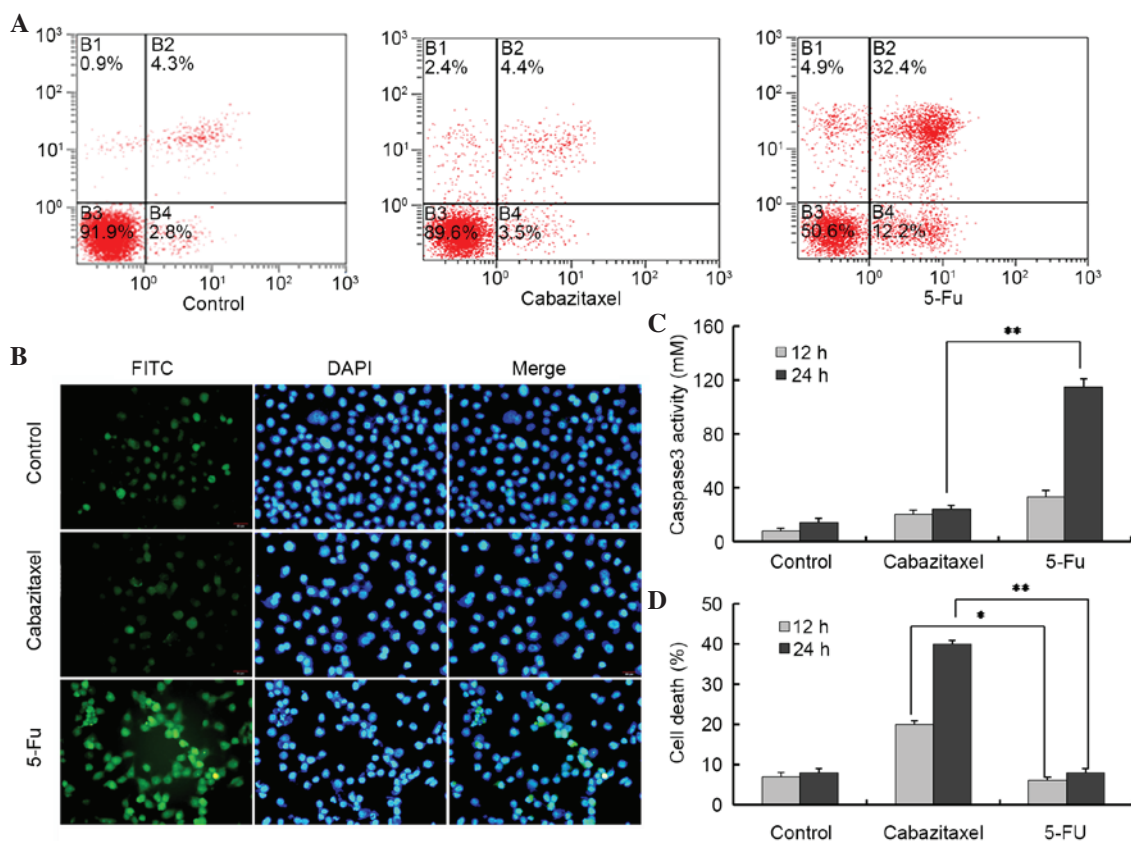 A
10³
10²
10¹
10⁰
B1
0.9%
B2
4.3%
B3
91.9%
B4
2.8%
10⁰ 10¹ 10² 10³
Control
10³
10²
10¹
10⁰
B1
2.4%
B2
4.4%
B3
89.6%
B4
3.5%
10⁰ 10¹ 10² 10³
Cabazitaxel
10³
10²
10¹
10⁰
B1
4.9%
B2
32.4%
B3
50.6%
B4
12.2%
10⁰ 10¹ 10² 10³
5-Fu
B
FITC DAPI Merge
Control
Cabazitaxel
5-Fu
C
Caspase3 activity (mM)
160
120
80
40
0
12 h
24 h
**
Control Cabazitaxel 5-Fu
D
Cell death (%)
50
40
30
20
10
0
12 h
24 h
*
**
Control Cabazitaxel 5-FU